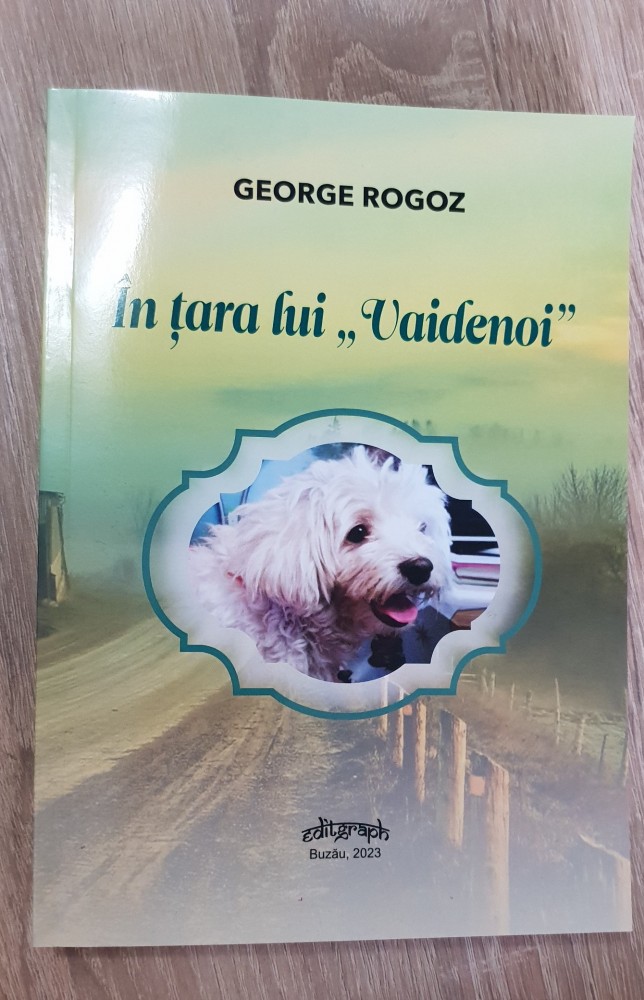 GEORGE ROGOZ
În țara lui „Vaidenoi”
editgraph
Buzău, 2023